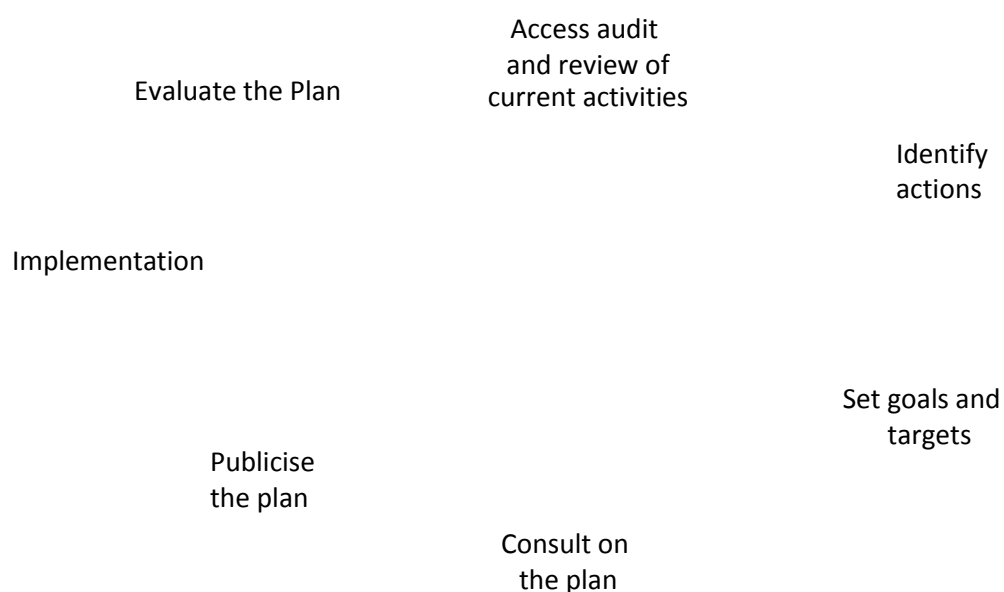 Access audit
and review of
current activities
Identify
actions
Set goals and
targets
Consult on
the plan
Publicise
the plan
Implementation
Evaluate the Plan